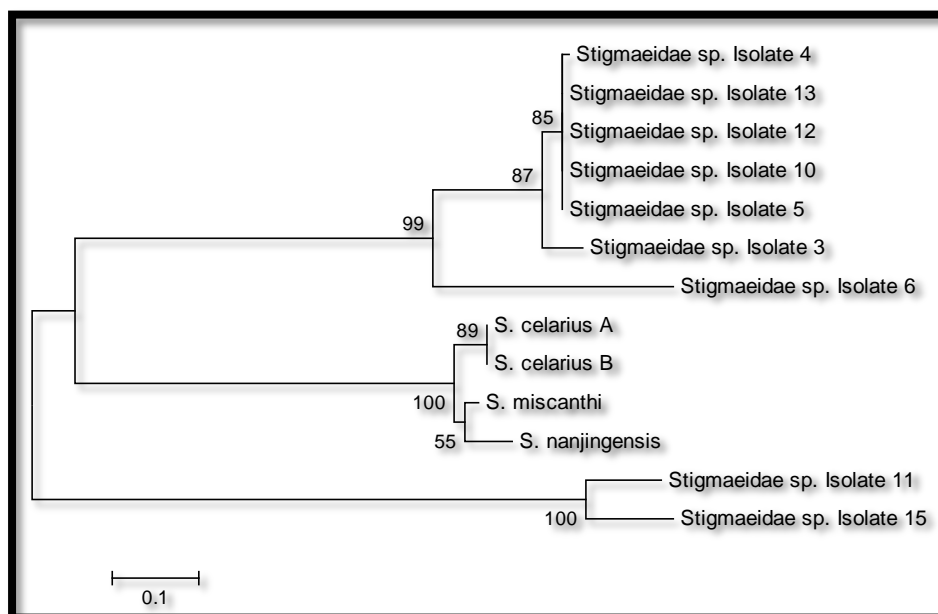 Stigmaeidae sp. Isolate 4
Stigmaeidae sp. Isolate 13
85
Stigmaeidae sp. Isolate 12
87
Stigmaeidae sp. Isolate 10
Stigmaeidae sp. Isolate 5
99
Stigmaeidae sp. Isolate 3
Stigmaeidae sp. Isolate 6
S. celarius A
89
S. celarius B
100
S. miscanthi
55
S. nanjingensis
Stigmaeidae sp. Isolate 11
100
Stigmaeidae sp. Isolate 15
0.1